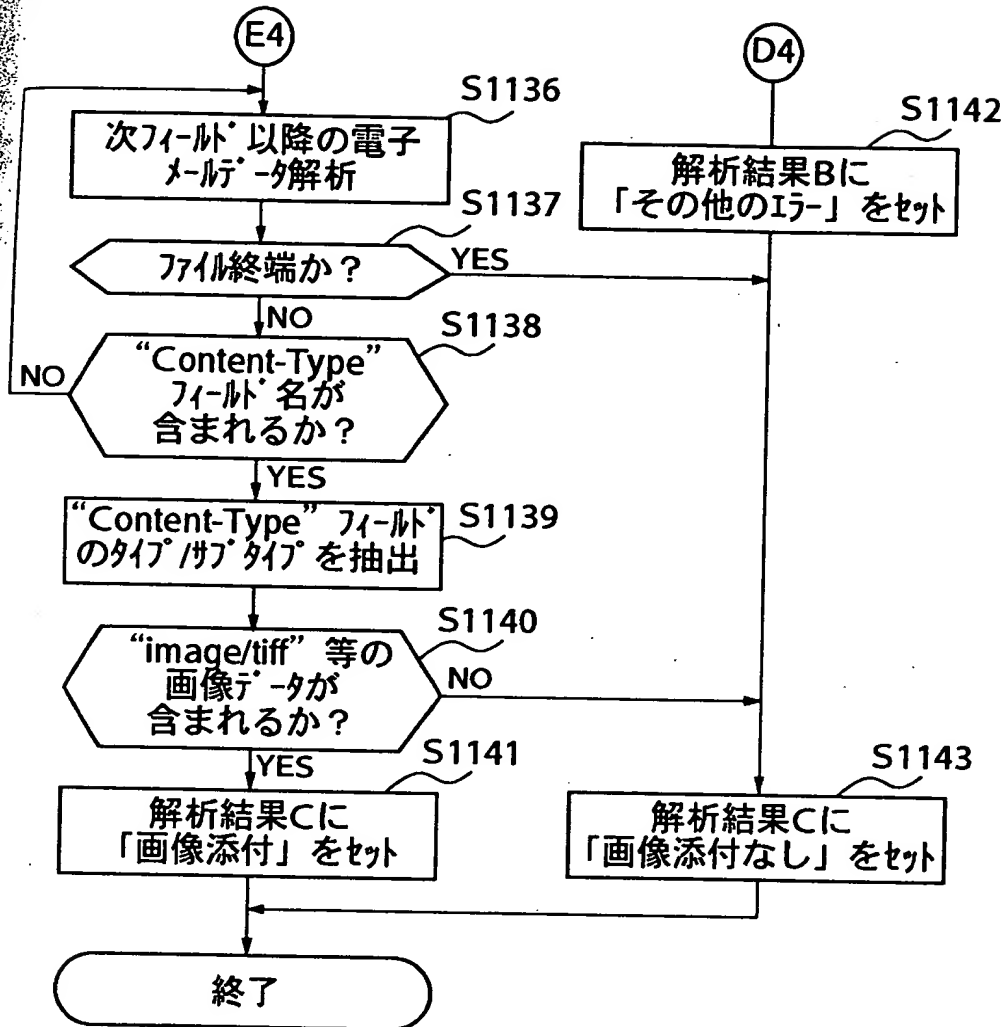 E4
D4
S1136
次フィールド以降の電子
メールデータ解析
S1142
解析結果Bに
「その他のエラー」をセット
S1137
ファイル終端か？
YES
NO
S1138
“Content-Type”
フィールド名が
含まれるか？
NO
YES
“Content-Type” フィールド
のタイプ/サブタイプを抽出
S1139
S1140
“image/tiff” 等の
画像データが
含まれるか？
NO
YES
S1141
解析結果Cに
「画像添付」をセット
S1143
解析結果Cに
「画像添付なし」をセット
終了